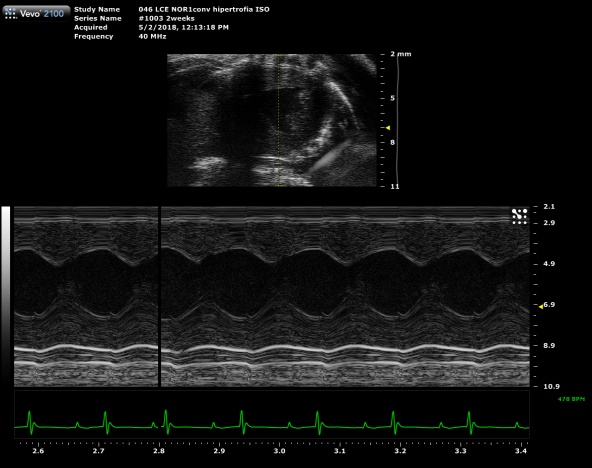 Vevo 2100
Study Name 046 LCE NOR1conv hipertrofia ISO
Series Name #1003 2weeks
Acquired 5/2/2018, 12:13:18 PM
Frequency 40 MHz
2 mm
5
8
11
2.1
2.9
4.9
6.9
8.9
10.9
478 BPM
2.6 2.7 2.8 2.9 3.0 3.1 3.2 3.3 3.4